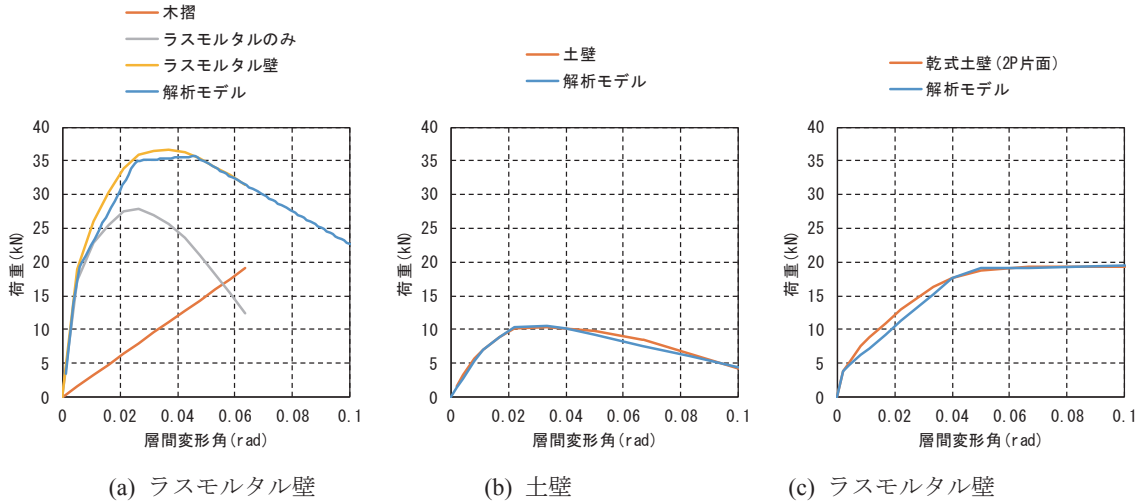 木摺
ラスモルタルのみ
ラスモルタル壁
解析モデル
40
35
30
25
20
15
10
5
0
荷重(kN)
0 0.02 0.04 0.06 0.08 0.1
層間変形角(rad)
(a) ラスモルタル壁
土壁
解析モデル
40
35
30
25
20
15
10
5
0
荷重(kN)
0 0.02 0.04 0.06 0.08 0.1
層間変形角(rad)
(b) 土壁
乾式土壁(2P片面)
解析モデル
40
35
30
25
20
15
10
5
0
荷重(kN)
0 0.02 0.04 0.06 0.08 0.1
層間変形角(rad)
(c) ラスモルタル壁